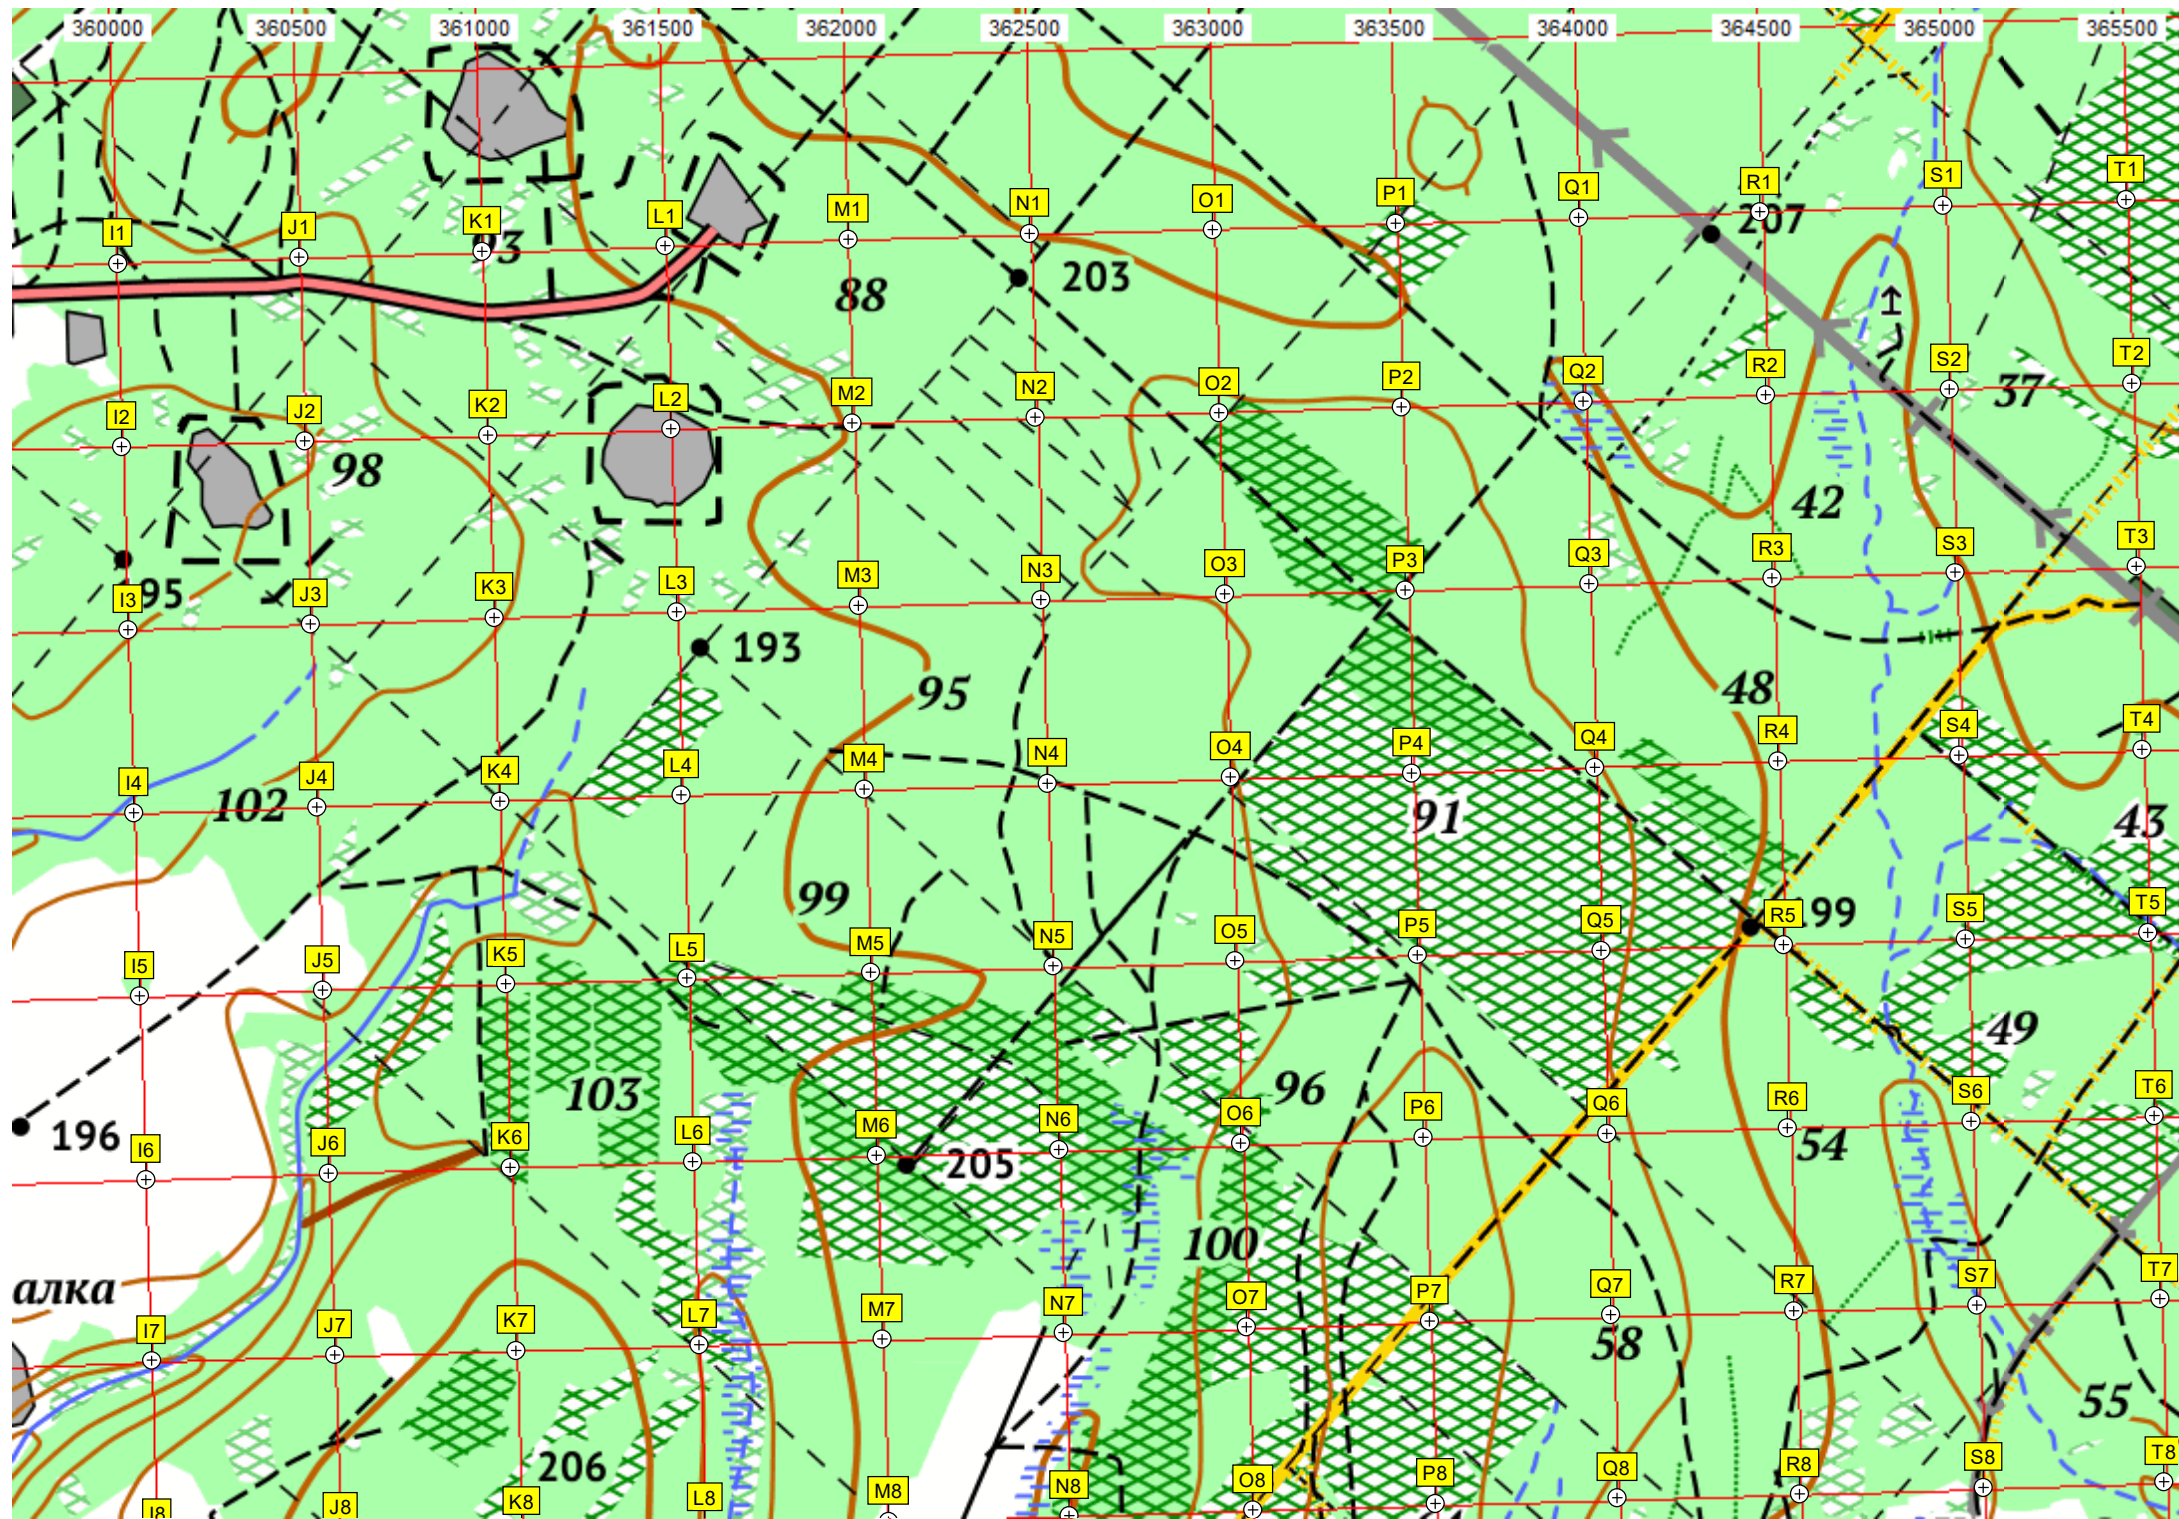 360000 360500 361000 361500 362000 362500 363000 363500 364000 364500 365000 365500
I1 J1 K1 L1 M1 N1 O1 P1 Q1 R1 S1 T1
93 207
203
88
I2 J2 K2 L2 M2 N2 O2 P2 Q2 R2 S2 T2
37
98 42
I3 J3 K3 L3 M3 N3 O3 P3 Q3 R3 S3 T3
193
95 48
I4 J4 K4 L4 M4 N4 O4 P4 Q4 R4 S4 T4
102 91 43
99
I5 J5 K5 L5 M5 N5 O5 P5 Q5 R5 S5 T5
49
103 96
I6 J6 K6 L6 M6 N6 O6 P6 Q6 R6 S6 T6
196 205 54
100
алка
I7 J7 K7 L7 M7 N7 O7 P7 Q7 R7 S7 T7
58
55
206
I8 J8 K8 L8 M8 N8 O8 P8 Q8 R8 S8 T8